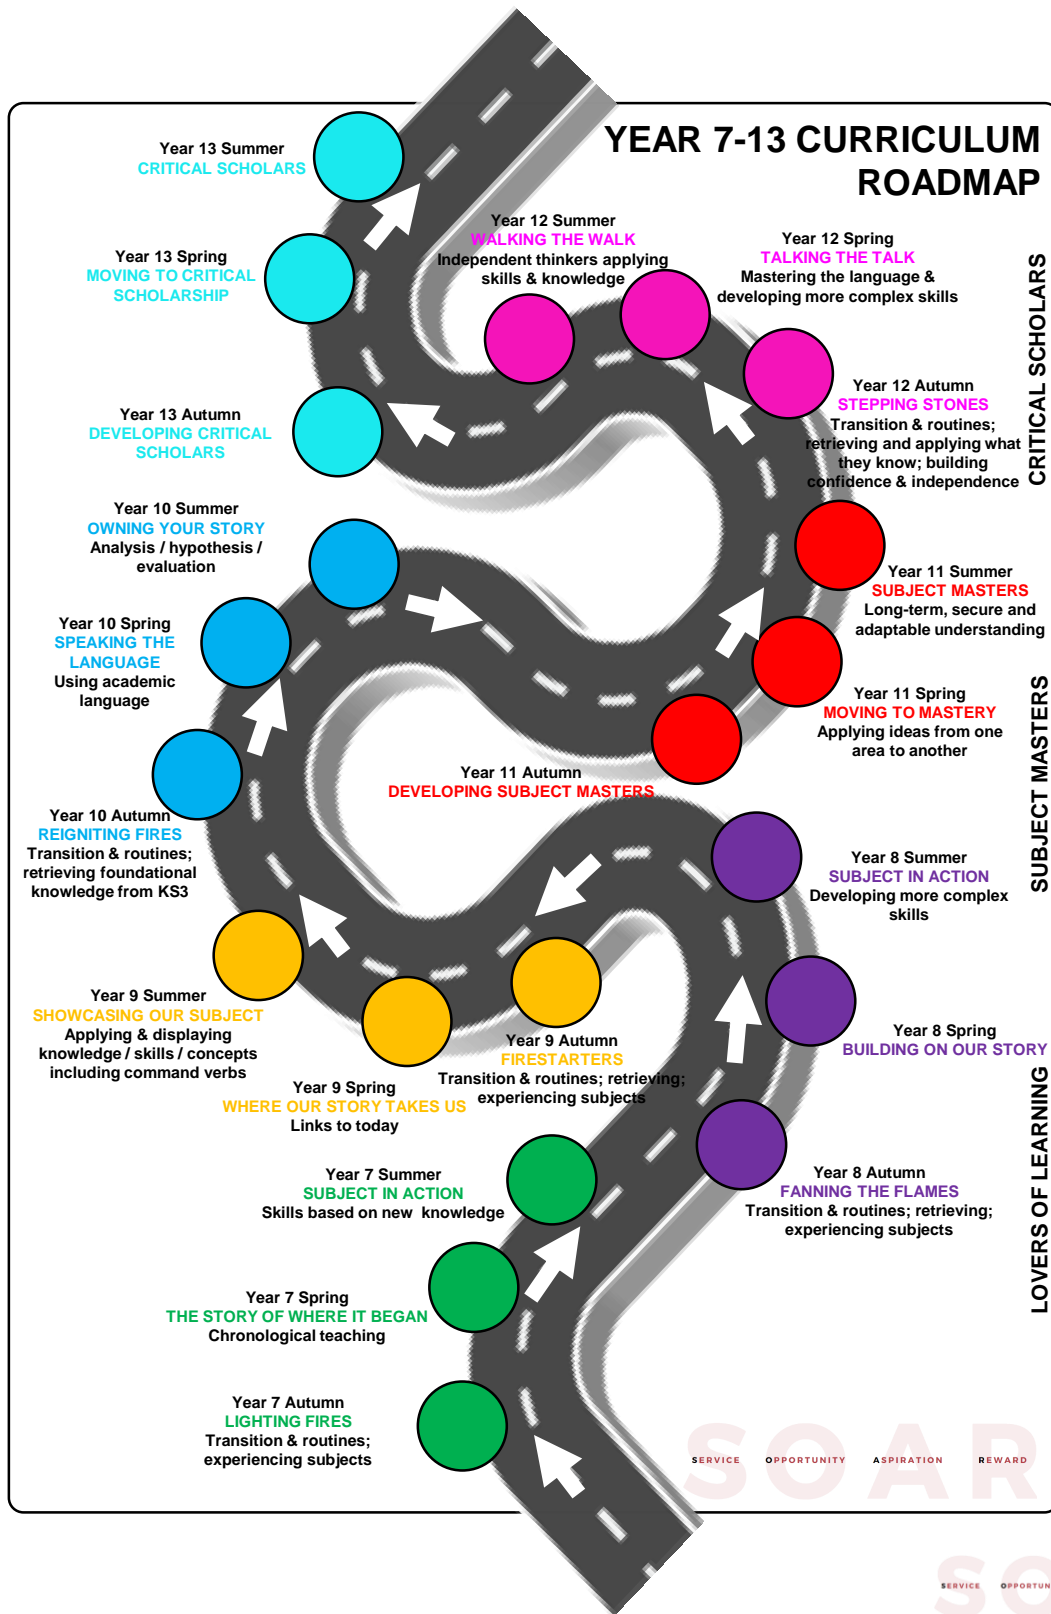 YEAR 7-13 CURRICULUM
ROADMAP
Year 13 Summer
CRITICAL SCHOLARS
Year 13 Spring
MOVING TO CRITICAL
SCHOLARSHIP
Year 13 Autumn
DEVELOPING CRITICAL
SCHOLARS
Year 12 Summer
WALKING THE WALK
Independent thinkers applying
skills & knowledge
Year 12 Spring
TALKING THE TALK
Mastering the language &
developing more complex skills
Year 12 Autumn
STEPPING STONES
Transition & routines;
retrieving and applying what
they know; building
confidence & independence
CRITICAL SCHOLARS
Year 10 Summer
OWNING YOUR STORY
Analysis / hypothesis /
evaluation
Year 10 Spring
SPEAKING THE
LANGUAGE
Using academic
language
Year 10 Autumn
REIGNITING FIRES
Transition & routines;
retrieving foundational
knowledge from KS3
Year 11 Summer
SUBJECT MASTERS
Long-term, secure and
adaptable understanding
Year 11 Spring
MOVING TO MASTERY
Applying ideas from one
area to another
Year 11 Autumn
DEVELOPING SUBJECT MASTERS
SUBJECT MASTERS
Year 8 Summer
SUBJECT IN ACTION
Developing more complex
skills
Year 8 Spring
BUILDING ON OUR STORY
Year 8 Autumn
FANNING THE FLAMES
Transition & routines; retrieving;
experiencing subjects
Year 9 Summer
SHOWCASING OUR SUBJECT
Applying & displaying
knowledge / skills / concepts
including command verbs
Year 9 Spring
WHERE OUR STORY TAKES US
Links to today
Year 9 Autumn
FIRESTARTERS
Transition & routines; retrieving;
experiencing subjects
LOVERS OF LEARNING
Year 7 Summer
SUBJECT IN ACTION
Skills based on new  knowledge
Year 7 Spring
THE STORY OF WHERE IT BEGAN
Chronological teaching
Year 7 Autumn
LIGHTING FIRES
Transition & routines;
experiencing subjects
SOAR
SERVICE OPPORTUNITY ASPIRATION REWARD
SO
SERVICE OPPORTUN